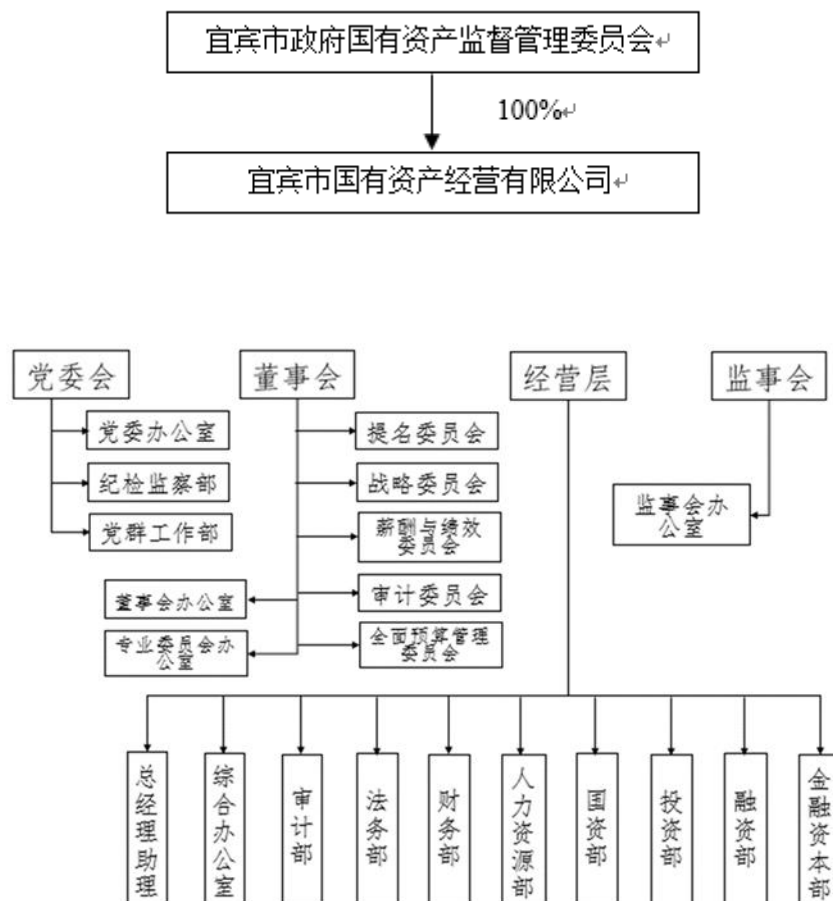 宜宾市政府国有资产监督管理委员会
100%
宜宾市国有资产经营有限公司
党委会
董事会
经营层
监事会
党委办公室
纪检监察部
党群工作部
提名委员会
战略委员会
薪酬与绩效
委员会
审计委员会
全面预算管理
委员会
董事会办公室
专业委员会办
公室
监事会办
公室
总经理助理
综合办公室
审计部
法务部
财务部
人力资源部
国资部
投资部
融资部
金融资本部